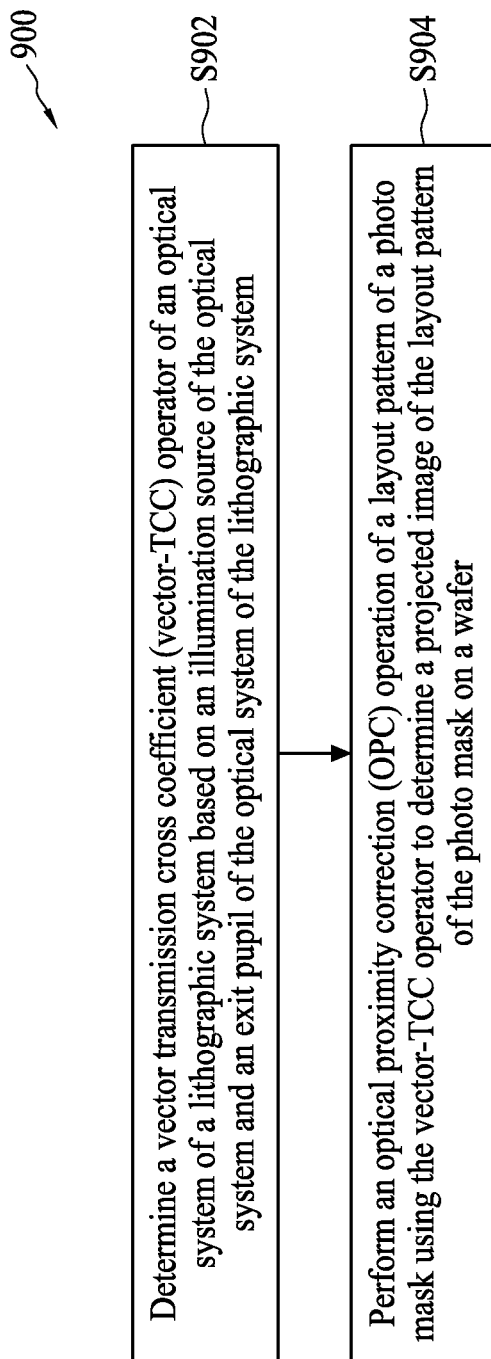 900
Determine a vector transmission cross coefficient (vector-TCC) operator of an optical
system of a lithographic system based on an illumination source of the optical
system and an exit pupil of the optical system of the lithographic system
S902
Perform an optical proximity correction (OPC) operation of a layout pattern of a photo
mask using the vector-TCC operator to determine a projected image of the layout pattern
of the photo mask on a wafer
S904